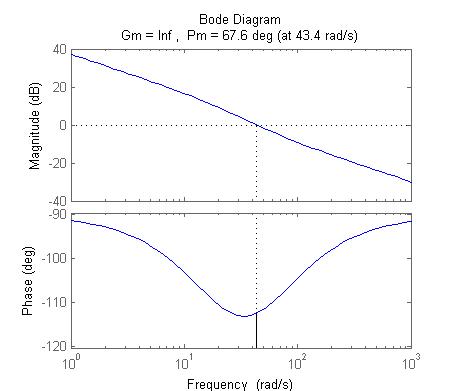 Bode Diagram
Gm = Inf , Pm = 67.6 deg (at 43.4 rad/s)
40
20
0
-20
-40
Magnitude (dB)
-90
-100
-110
-120
Phase (deg)
10^0 10^1 10^2 10^3
Frequency (rad/s)